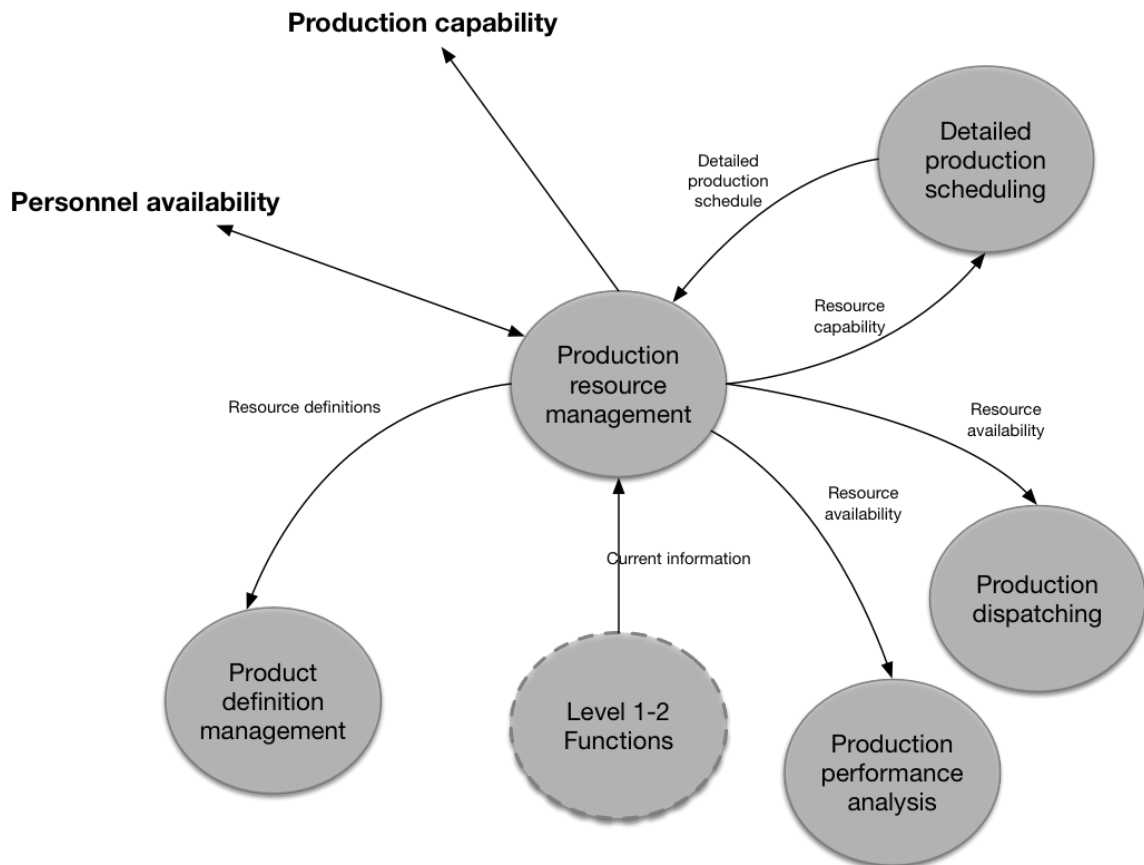 Production capability
Detailed
production
scheduling
Detailed
production
schedule
Personnel availability
Resource
capability
Production
resource
management
Resource definitions
Resource
availability
Resource
availability
Current information
Production
dispatching
Product
definition
management
Level 1-2
Functions
Production
performance
analysis